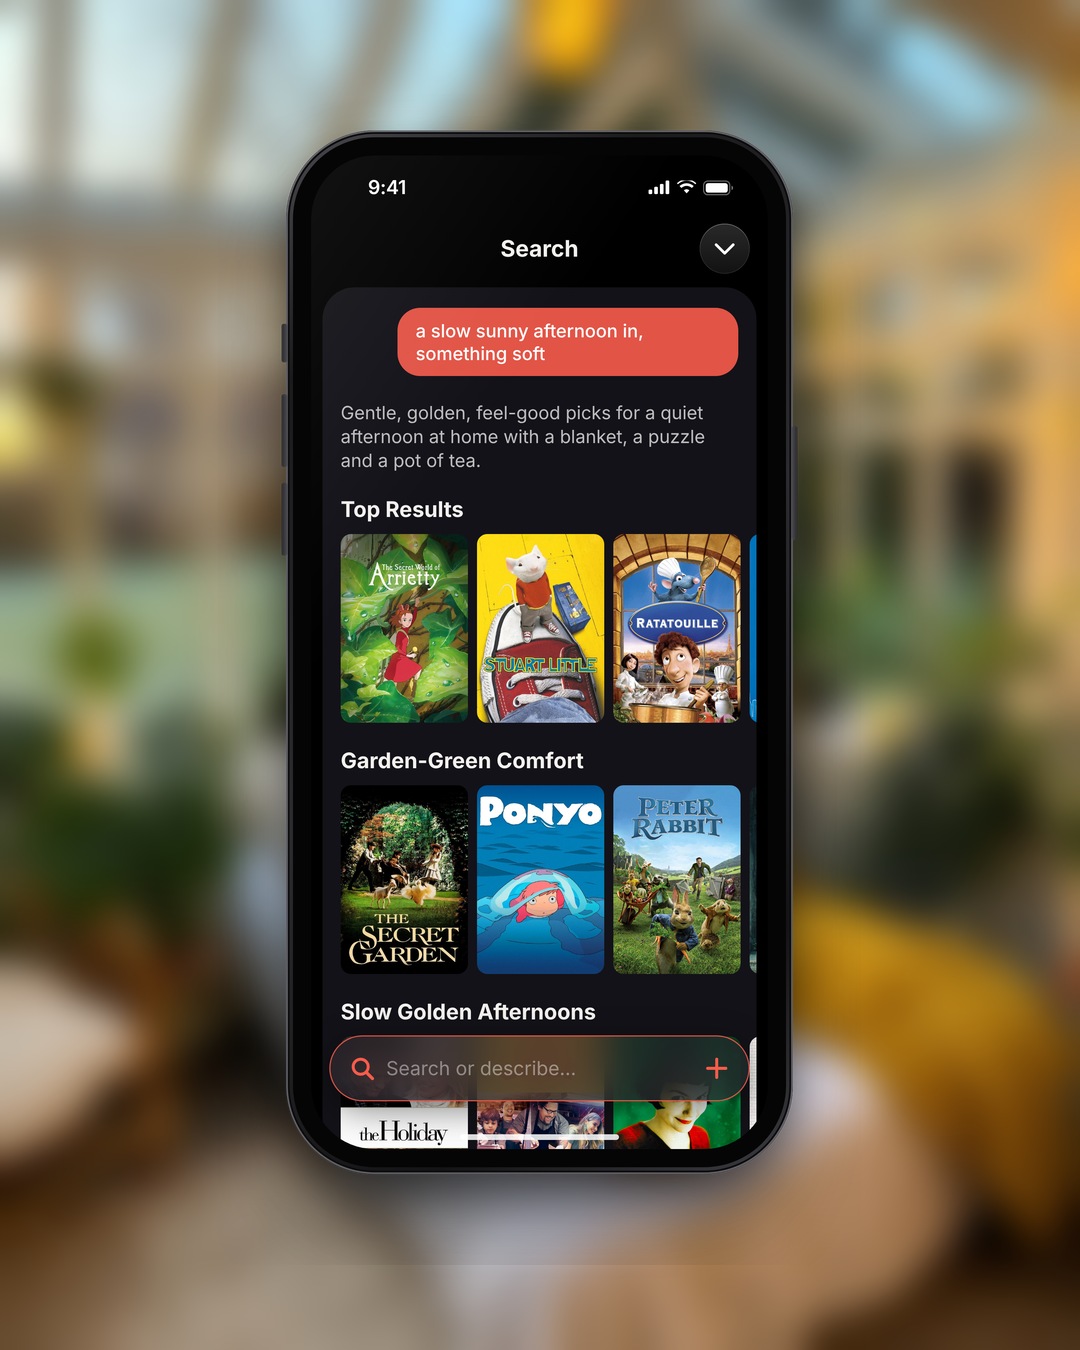 9:41
Search
a slow sunny afternoon in,
something soft
Gentle, golden, feel-good picks for a quiet
afternoon at home with a blanket, a puzzle
and a pot of tea.
Top Results
The Secret World of
Arrietty
STUART LITTLE
RATATOUILLE
Garden-Green Comfort
THE
SECRET
GARDEN
PONYO
PETER
RABBIT
Slow Golden Afternoons
Search or describe...
the Holiday